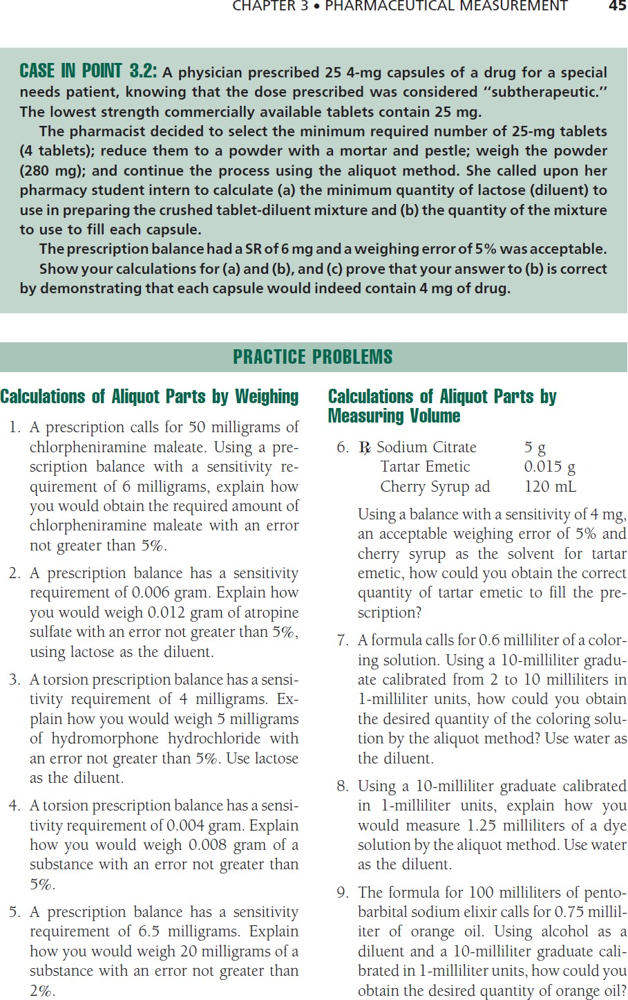 CHAPTER 3 • PHARMACEUTICAL MEASUREMENT 45
CASE IN POINT 3.2: A physician prescribed 25 4-mg capsules of a drug for a special
needs patient, knowing that the dose prescribed was considered “subtherapeutic.”
The lowest strength commercially available tablets contain 25 mg.
The pharmacist decided to select the minimum required number of 25-mg tablets
(4 tablets); reduce them to a powder with a mortar and pestle; weigh the powder
(280 mg); and continue the process using the aliquot method. She called upon her
pharmacy student intern to calculate (a) the minimum quantity of lactose (diluent) to
use in preparing the crushed tablet-diluent mixture and (b) the quantity of the mixture
to use to fill each capsule.
The prescription balance had a SR of 6 mg and a weighing error of 5% was acceptable.
Show your calculations for (a) and (b), and (c) prove that your answer to (b) is correct
by demonstrating that each capsule would indeed contain 4 mg of drug.
PRACTICE PROBLEMS
Calculations of Aliquot Parts by Weighing
1. A prescription calls for 50 milligrams of
chlorpheniramine maleate. Using a pre-
scription balance with a sensitivity re-
quirement of 6 milligrams, explain how
you would obtain the required amount of
chlorpheniramine maleate with an error
not greater than 5%.
2. A prescription balance has a sensitivity
requirement of 0.006 gram. Explain how
you would weigh 0.012 gram of atropine
sulfate with an error not greater than 5%,
using lactose as the diluent.
3. A torsion prescription balance has a sensi-
tivity requirement of 4 milligrams. Ex-
plain how you would weigh 5 milligrams
of hydromorphone hydrochloride with
an error not greater than 5%. Use lactose
as the diluent.
4. A torsion prescription balance has a sensi-
tivity requirement of 0.004 gram. Explain
how you would weigh 0.008 gram of a
substance with an error not greater than
5%.
5. A prescription balance has a sensitivity
requirement of 6.5 milligrams. Explain
how you would weigh 20 milligrams of a
substance with an error not greater than
2%.
Calculations of Aliquot Parts by
Measuring Volume
6. ℞ Sodium Citrate 5 g
Tartar Emetic 0.015 g
Cherry Syrup ad 120 mL
Using a balance with a sensitivity of 4 mg,
an acceptable weighing error of 5% and
cherry syrup as the solvent for tartar
emetic, how could you obtain the correct
quantity of tartar emetic to fill the pre-
scription?
7. A formula calls for 0.6 milliliter of a color-
ing solution. Using a 10-milliliter gradu-
ate calibrated from 2 to 10 milliliters in
1-milliliter units, how could you obtain
the desired quantity of the coloring solu-
tion by the aliquot method? Use water as
the diluent.
8. Using a 10-milliliter graduate calibrated
in 1-milliliter units, explain how you
would measure 1.25 milliliters of a dye
solution by the aliquot method. Use water
as the diluent.
9. The formula for 100 milliliters of pento-
barbital sodium elixir calls for 0.75 millil-
iter of orange oil. Using alcohol as a
diluent and a 10-milliliter graduate cali-
brated in 1-milliliter units, how could you
obtain the desired quantity of orange oil?